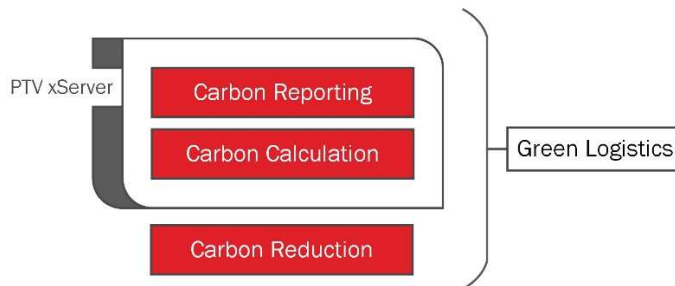 PTV xServer
Carbon Reporting
Carbon Calculation
Green Logistics
Carbon Reduction